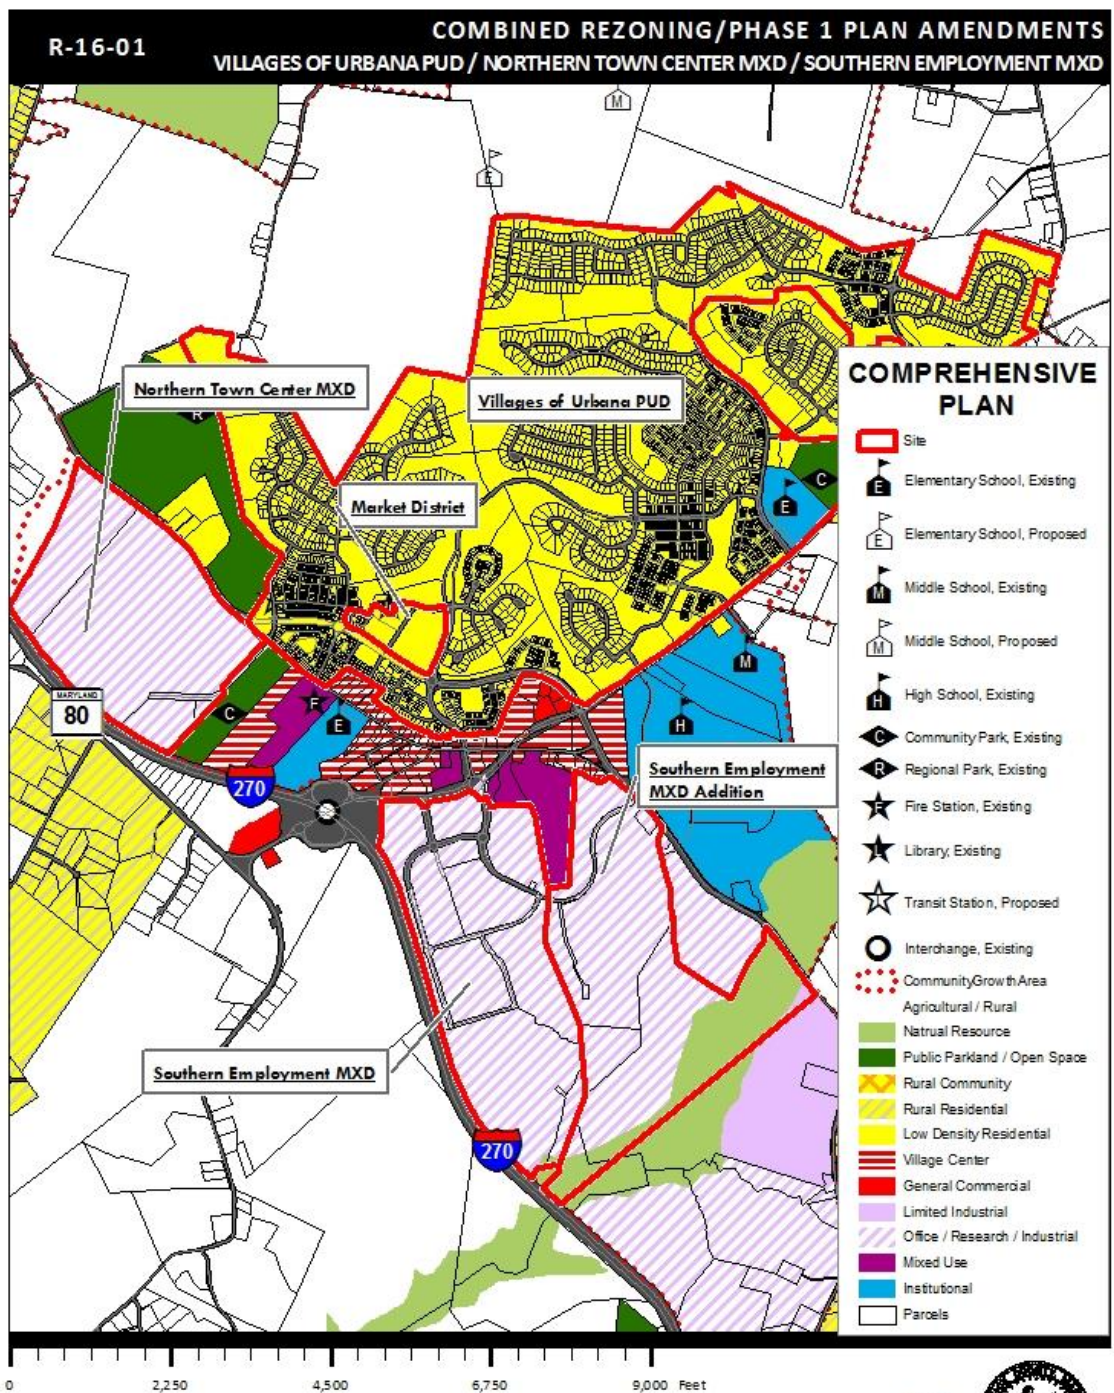 R-16-01
COMBINED REZONING/PHASE 1 PLAN AMENDMENTS
VILLAGES OF URBANA PUD / NORTHERN TOWN CENTER MXD / SOUTHERN EMPLOYMENT MXD
M
E
Northern Town Center MXD
R
Villages of Urbana PUD
Market District
E
C
M
MARYLAND
80
C
F
E
H
270
Southern Employment
MXD Addition
Southern Employment MXD
270
COMPREHENSIVE
PLAN
Site
E
Elementary School, Existing
E
Elementary School, Proposed
M
Middle School, Existing
M
Middle School, Proposed
H
High School, Existing
C
Community Park, Existing
R
Regional Park, Existing
F
Fire Station, Existing
L
Library, Existing
T
Transit Station, Proposed
Interchange, Existing
CommunityGrowthArea
Agricultural / Rural
Natrual Resource
Public Parkland / Open Space
Rural Community
Rural Residential
Low Density Residential
Village Center
General Commercial
Limited Industrial
Office / Research / Industrial
Mixed Use
Institutional
Parcels
0
2,250
4,500
6,750
9,000 Feet